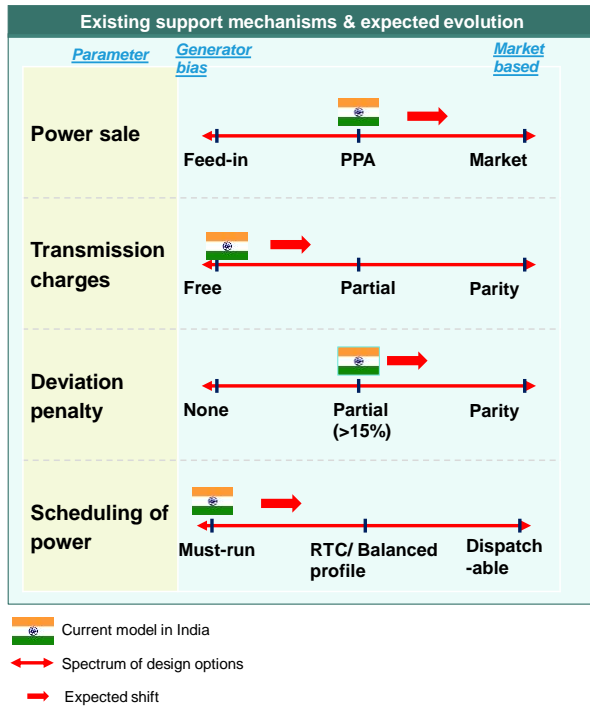 Existing support mechanisms & expected evolution
Parameter
Generator
bias
Market
based
Power sale
Feed-in
PPA
Market
Transmission
charges
Free
Partial
Parity
Deviation
penalty
None
Partial
(>15%)
Parity
Scheduling of
power
Must-run
RTC/ Balanced
profile
Dispatch
-able
Current model in India
Spectrum of design options
Expected shift